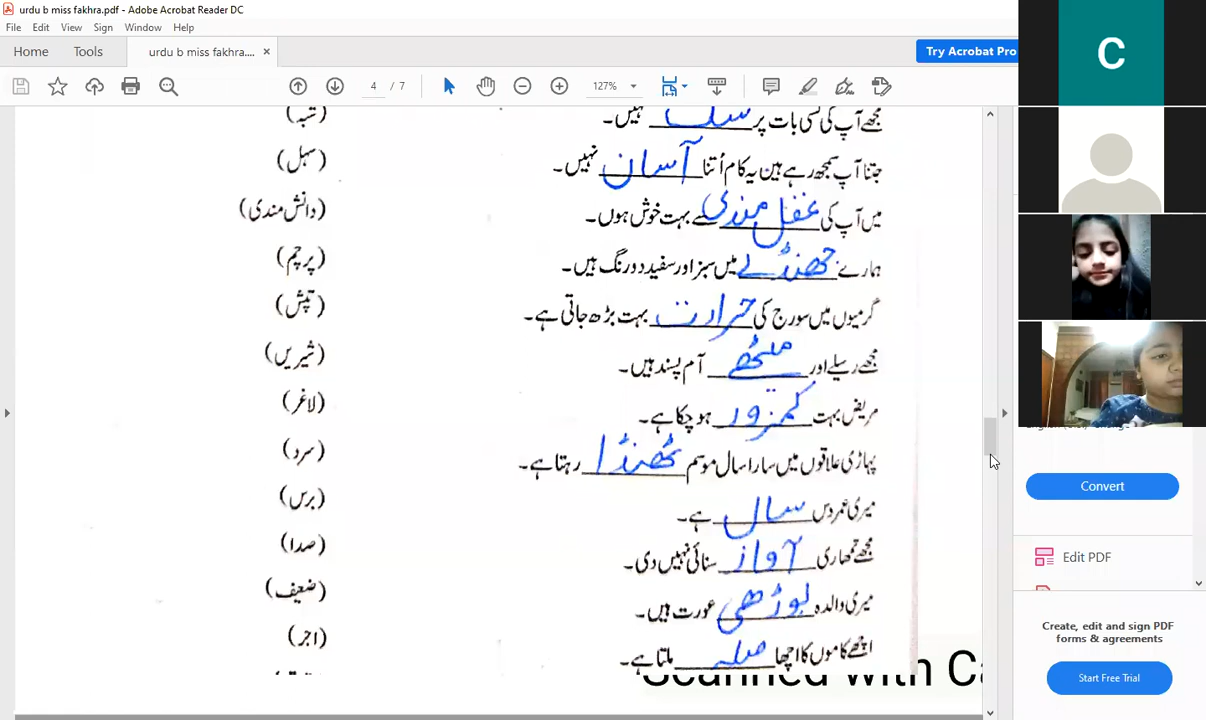 urdu b miss fakhra.pdf - Adobe Acrobat Reader DC
File Edit View Sign Window Help
Home Tools urdu b miss fakhra.... × Try Acrobat Pro
4 / 7 127%
مجھے آپ کی کسی بات پر شک نہیں۔ (شبہ)
جتنا آپ سمجھ رہے ہین یہ کام اُتنا آسان نہیں۔ (سہل)
میں آپ کی عقل مندی سے بہت خوش ہوں۔ (دانش مندی)
ہمارے جھنڈے میں سبز اور سفید دو رنگ ہیں۔ (پرچم)
گرمیوں میں سورج کی حرارت بہت بڑھ جاتی ہے۔ (تپش)
مجھے رسیلے اور میٹھے آم پسند ہیں۔ (شیریں)
مریض بہت کمزور ہو چکا ہے۔ (لاغر)
پہاڑی علاقوں میں سارا سال موسم ٹھنڈا رہتا ہے۔ (سرد)
میری عمر دس سال ہے۔ (برس)
مجھے تمھاری آواز سنائی نہیں دی۔ (صدا)
میری والدہ بوڑھی عورت ہیں۔ (ضعیف)
اچھے کاموں کا اچھا صلہ ملتا ہے۔ (اجر)
Scanned with Ca
C
Convert
Edit PDF
Create, edit and sign PDF
forms & agreements
Start Free Trial